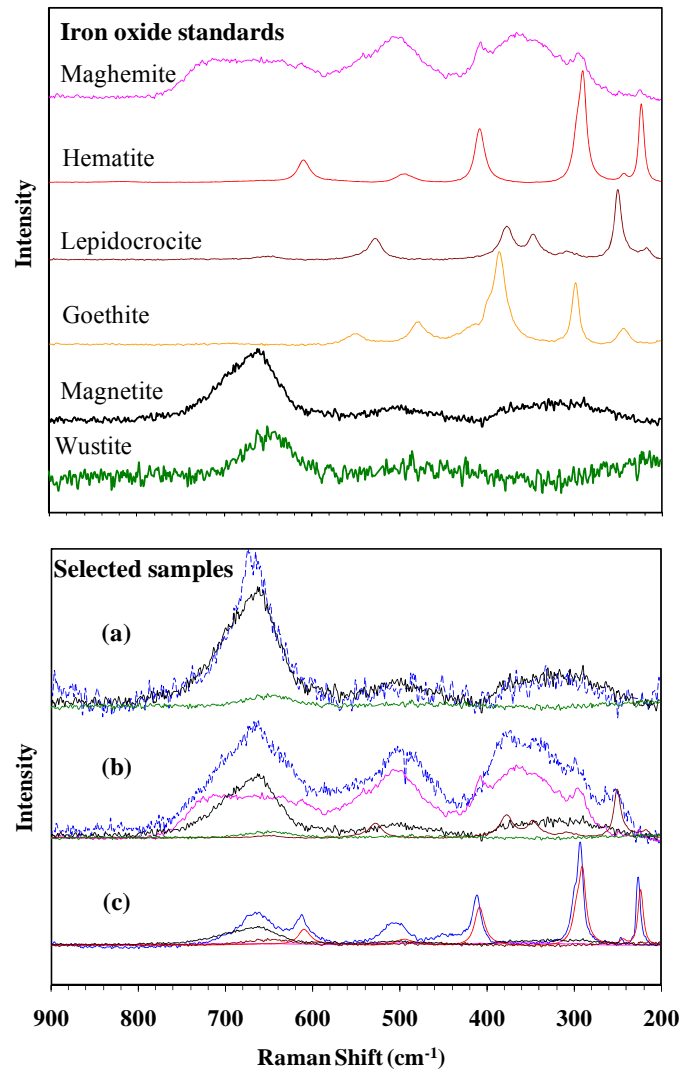 Iron oxide standards
Maghemite
Hematite
Lepidocrocite
Goethite
Magnetite
Wustite
Intensity
Selected samples
(a)
(b)
(c)
Intensity
900 800 700 600 500 400 300 200
Raman Shift (cm-1)